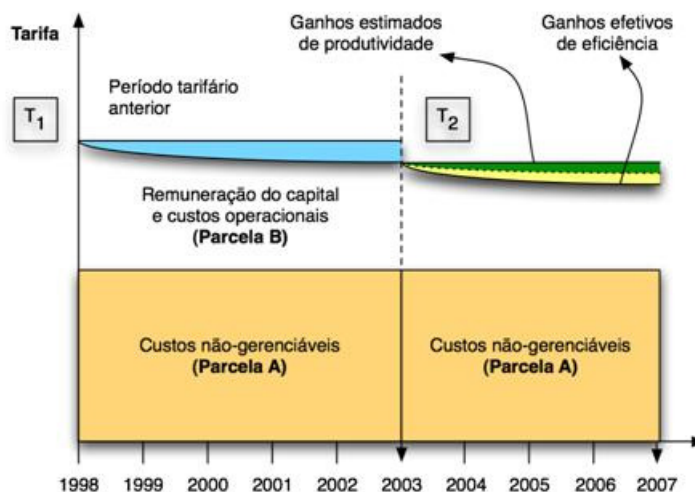 Tarifa
Ganhos estimados
de produtividade
Ganhos efetivos
de eficiência
Período tarifário
anterior
T1
T2
Remuneração do capital
e custos operacionais
(Parcela B)
Custos não-gerenciáveis
(Parcela A)
Custos não-gerenciáveis
(Parcela A)
1998 1999 2000 2001 2002 2003 2004 2005 2006 2007